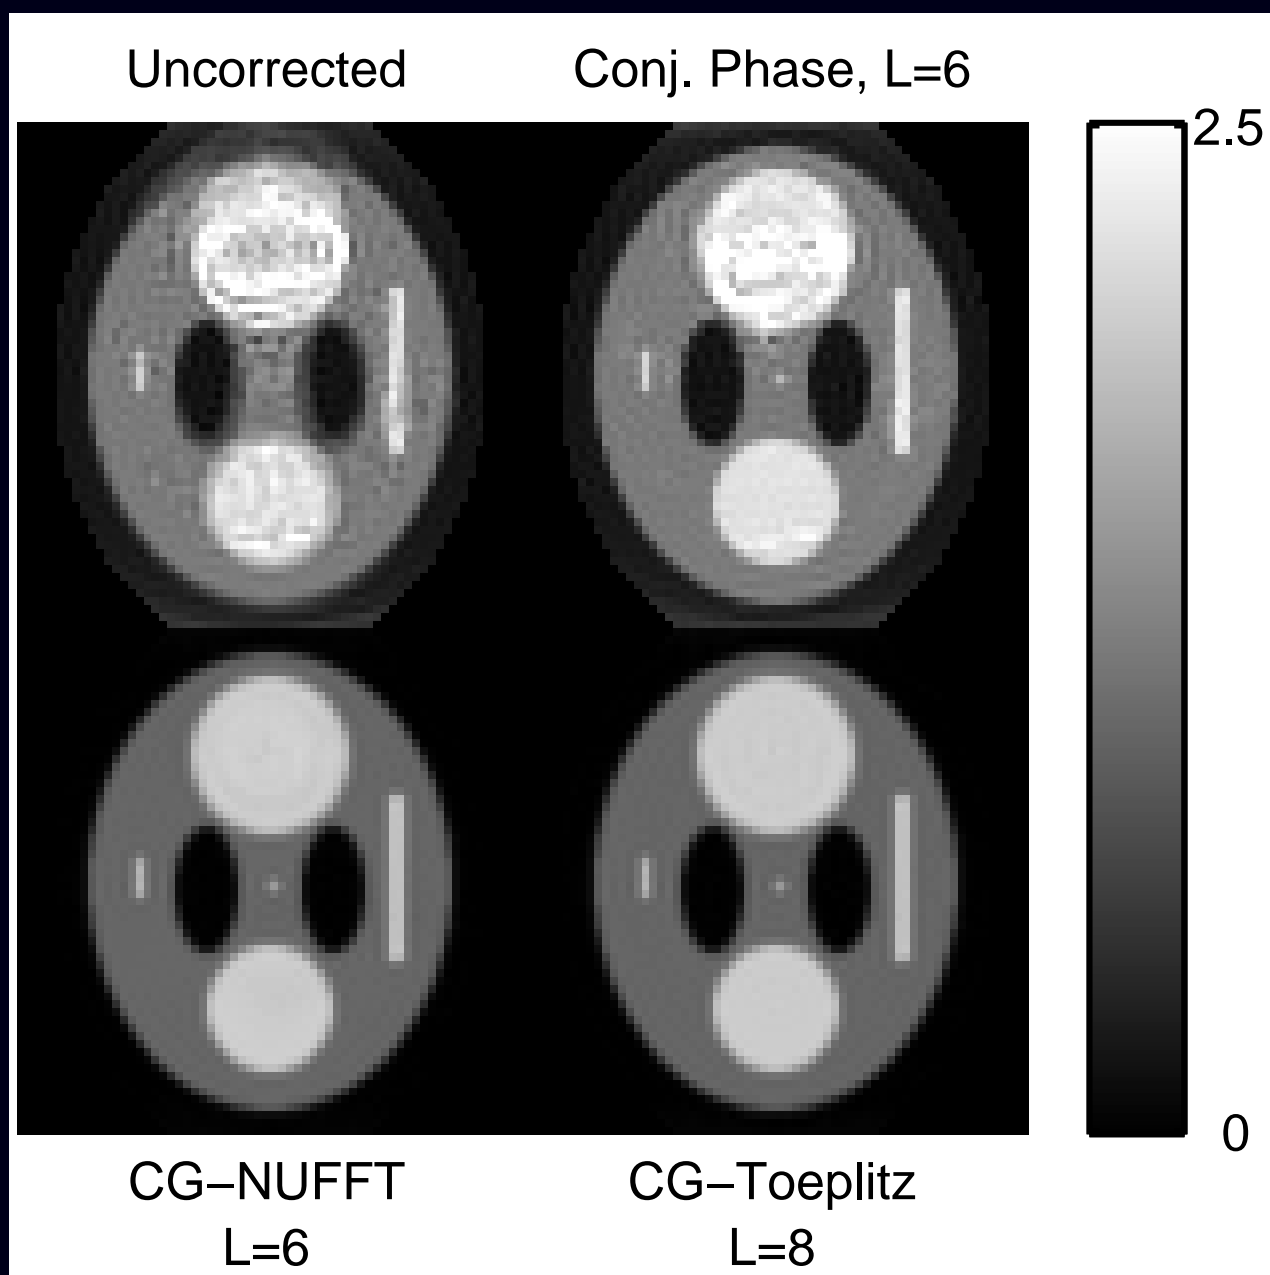 Uncorrected
Conj. Phase, L=6
2.5
0
CG–NUFFT
L=6
CG–Toeplitz
L=8